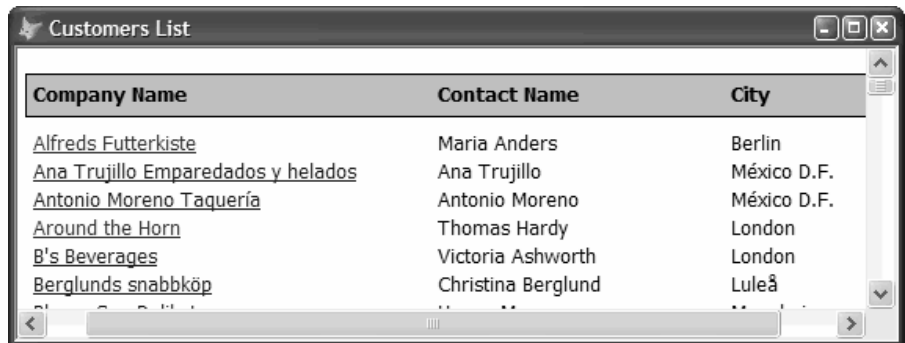 Customers List
Company Name Contact Name City
Alfreds Futterkiste Maria Anders Berlin
Ana Trujillo Emparedados y helados Ana Trujillo México D.F.
Antonio Moreno Taquería Antonio Moreno México D.F.
Around the Horn Thomas Hardy London
B's Beverages Victoria Ashworth London
Berglunds snabbköp Christina Berglund Luleå